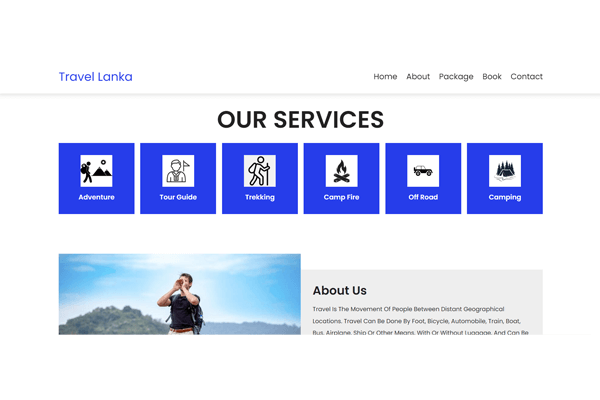 Travel Lanka
Home About Package Book Contact
OUR SERVICES
Adventure Tour Guide Trekking Camp Fire Off Road Camping
About Us
Travel Is The Movement Of People Between Distant Geographical
Locations. Travel Can Be Done By Foot, Bicycle, Automobile, Train, Boat,
Bus, Airplane, Ship Or Other Means, With Or Without Luggage, And Can Be